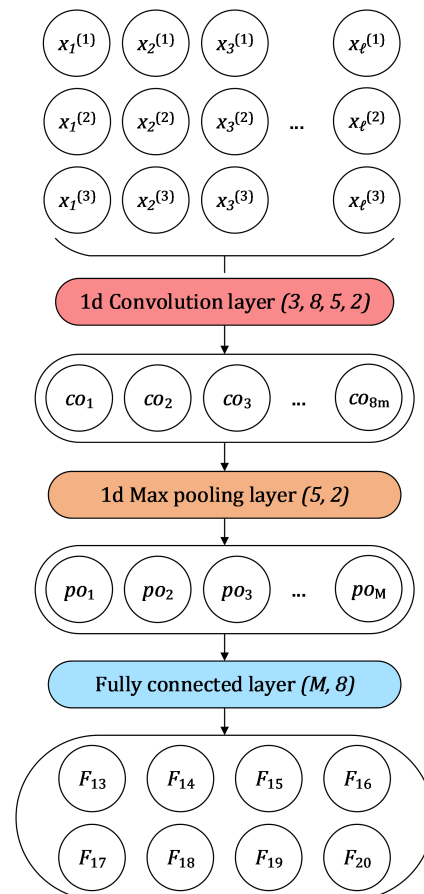 x₁⁽¹⁾ x₂⁽¹⁾ x₃⁽¹⁾ xℓ⁽¹⁾
x₁⁽²⁾ x₂⁽²⁾ x₃⁽²⁾ ... xℓ⁽²⁾
x₁⁽³⁾ x₂⁽³⁾ x₃⁽³⁾ xℓ⁽³⁾
1d Convolution layer (3, 8, 5, 2)
co₁ co₂ co₃ ... co₈ₘ
1d Max pooling layer (5, 2)
po₁ po₂ po₃ ... po_M
Fully connected layer (M, 8)
F₁₃ F₁₄ F₁₅ F₁₆
F₁₇ F₁₈ F₁₉ F₂₀